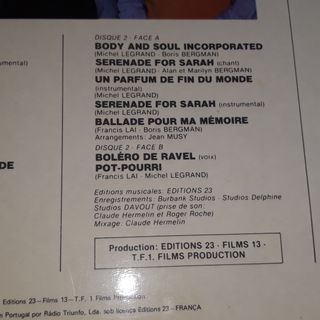 DISQUE 2 - FACE A
BODY AND SOUL INCORPORATED
(Michel LEGRAND - Boris BERGMAN)
SERENADE FOR SARAH (chant)
(Michel LEGRAND - Alan et Marilyn BERGMAN)
UN PARFUM DE FIN DU MONDE
(instrumental)
(Michel LEGRAND)
SERENADE FOR SARAH (instrumental)
(Michel LEGRAND)
BALLADE POUR MA MÉMOIRE
(Francis LAI - Boris BERGMAN)
Arrangements: Jean MUSY
DISQUE 2 - FACE B
BOLÉRO DE RAVEL (voix)
POT-POURRI
(Francis LAI - Michel LEGRAND)
Editions musicales: EDITIONS 23
Enregistrements: Burbank Studios - Studios Delphine
Studios DAVOUT (prise de son:
Claude Hermelin et Roger Roche)
Mixage: Claude Hermelin
Production: EDITIONS 23 - FILMS 13 -
T.F.1. FILMS PRODUCTION
umental)
DE
Editions 23 - Films 13 - T.F. 1 Films Production
Portugal por Rádio Triunfo, Lda. sob licença Editions 23 - FRANÇA